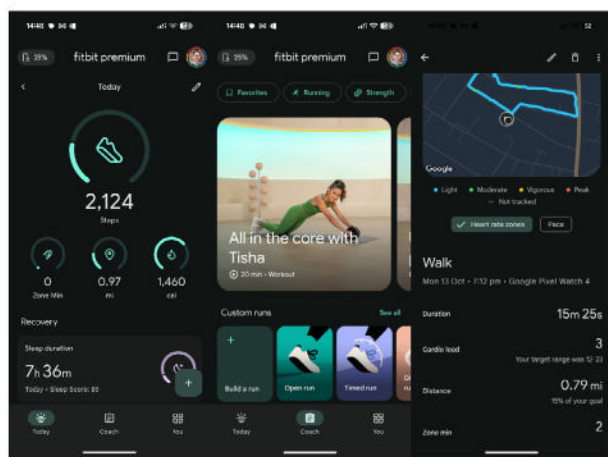 14:48
23%
fitbit premium
Today
2,124
Steps
0
Zone Min
0.97
mi
1,460
cal
Recovery
Sleep duration
7h 36m
Today • Sleep Score: 83
+
Today
Coach
You
14:48
25%
fitbit premium
Favorites
Running
Strength
All in the core with
Tisha
20 min • Workout
Custom runs
See all
+
Build a run
Open run
Timed run
Today
Coach
You
52
Google
Light
Moderate
Vigorous
Peak
Not tracked
Heart rate zones
Pace
Walk
Mon 13 Oct • 7:12 pm • Google Pixel Watch 4
Duration
15m 25s
Cardio load
3
Your target range was 12-23
Distance
0.79 mi
15% of your goal
Zone min
2